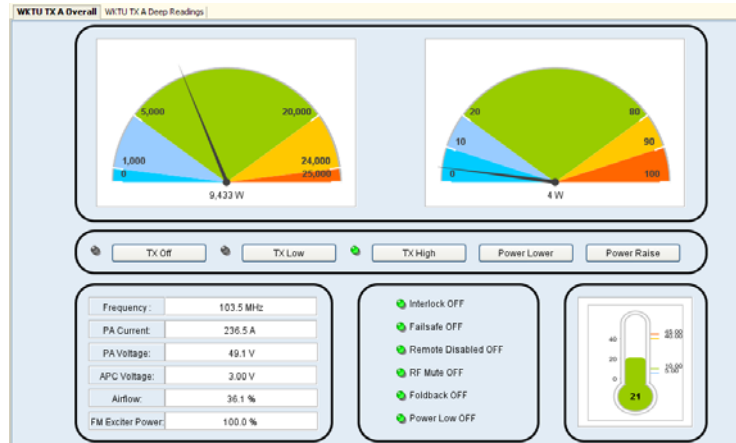 WKTU TX A Overall
WKTU TX A Deep Readings
5,000
20,000
1,000
24,000
0
25,000
9,433 W
20
80
10
90
0
100
4 W
TX Off
TX Low
TX High
Power Lower
Power Raise
Frequency :
103.5 MHz
PA Current:
236.5 A
PA Voltage:
49.1 V
APC Voltage:
3.00 V
Airflow:
36.1 %
FM Exciter Power:
100.0 %
Interlock OFF
Failsafe OFF
Remote Disabled OFF
RF Mute OFF
Foldback OFF
Power Low OFF
40
20
0
10.00
5.00
21